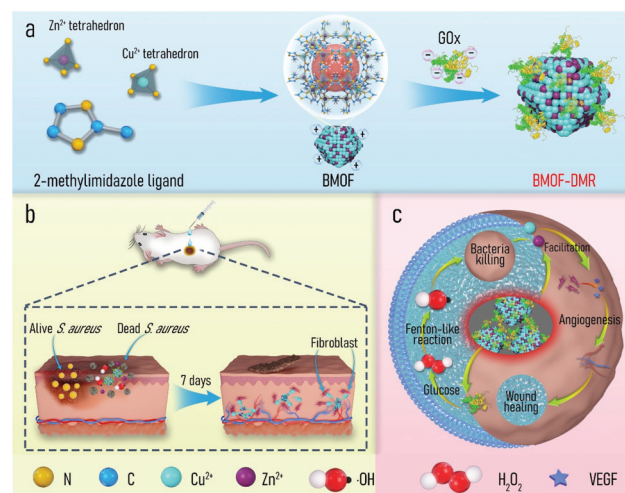 a
Zn²⁺ tetrahedron
Cu²⁺ tetrahedron
2-methylimidazole ligand
+
+
+
+
BMOF
GOx
BMOF-DMR
b
Alive S. aureus
Dead S. aureus
7 days
Fibroblast
c
Bacteria
killing
Facilitation
Fenton-like
reaction
Angiogenesis
Glucose
Wound
healing
N
C
Cu²⁺
Zn²⁺
·OH
H₂O₂
VEGF